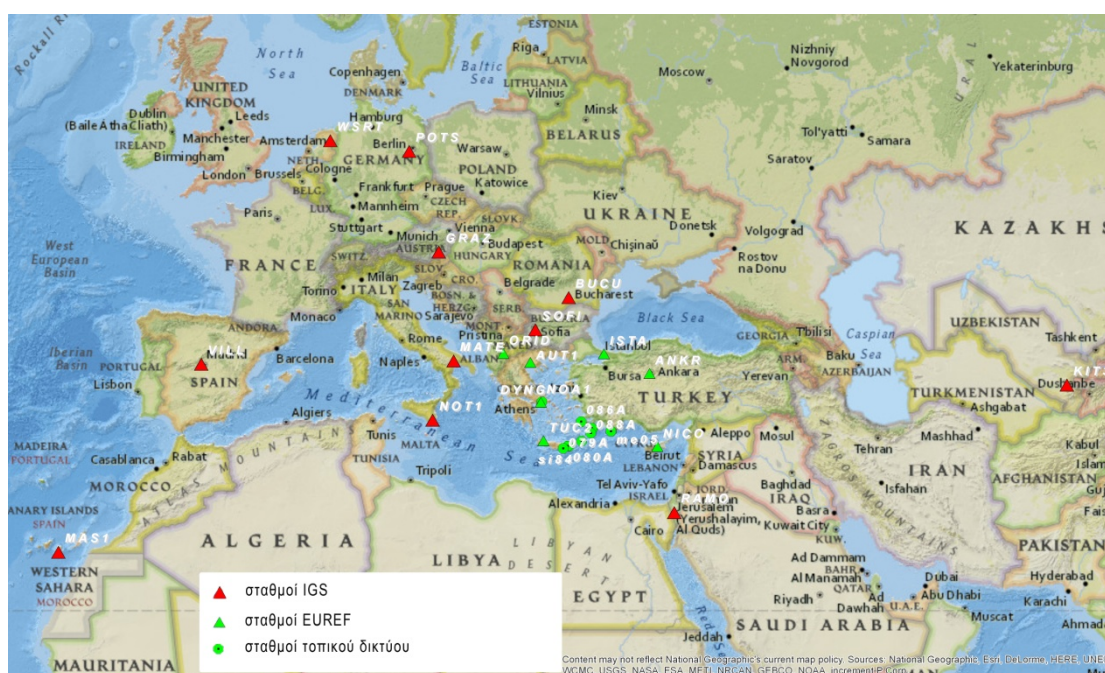 Rockall R
North
Sea
Baltic
Sea
ESTONIA
Riga
LATVIA
LITHUANIA
Vilnius
Moscow
Nizhniy
Novgorod
Yekaterinburg
URAL
Copenhagen
DENMARK
UNITED
KINGDOM
Leeds
Dublin
(Baile Átha Cliath)
IRELAND
Manchester
Birmingham
London
Amsterdam
NETH.
WSRT
Hamburg
Berlin
POTS
GERMANY
Minsk
BELARUS
Warsaw
POLAND
Tol'yatti
Samara
Saratov
Brussels
BELG.
Cologne
LUX.
Frankfurt
Mannheim
Prague
CZECH
REP.
Katowice
Kiev
UKRAINE
Donetsk
Volgograd
KAZAKHS
Paris
Stuttgart
Munich
Vienna
SLOVK.
GRAZ
AUSTRIA
Budapest
HUNGARY
MOLD
Chişinaŭ
Rostov
na Donu
West
European
Basin
FRANCE
SWITZ.
SLOV.
CRO.
ROMANIA
Milan
Zagreb
Belgrade
BUCU
Bucharest
Torino
ITALY
BOSN. &
HERZG
SERB.
Monaco
SAN
MARINO
Sarajevo
MONT.
SOFI
Sofia
Pristina
Black Sea
GEORGIA
Tbilisi
Caspian
Sea
UZBEKISTAN
Tashkent
ANDORRA
Rome
MATE
ORID
ALBAN
ISTA
Istanbul
ARM.
Baku
AZERBAIJAN
Iberian
Basin
VILL
Madrid
Barcelona
Naples
AUT1
ANKR
Ankara
Bursa
Yerevan
TURKMENISTAN
Ashgabat
Dushanbe
PORTUGAL
Lisbon
SPAIN
DYNG
NOA1
Athens
TURKEY
Mediterranean
Sea
Algiers
Tunis
NOT1
MALTA
086A
088A
TUC2
079A
me05
NICO
si84
080A
Aleppo
Mosul
Mashhad
MADEIRA
PORTUGAL
Rabat
Casablanca
ATLAS MOUNTAINS
TUNISIA
Tripoli
Beirut
SYRIA
LEBANON
Damascus
Tehran
Kabul
ZAGROS MOUNTAINS
IRAN
AFGHANISTAN
MOROCCO
Alexandria
Tel Aviv-Yafo
ISRAEL
JORD.
RAMO
Jerusalem
(Yerushalayim,
Al Quds)
Baghdad
IRAQ
Basra
Isfahan
CANARY ISLANDS
SPAIN
MAS1
Cairo
Kuwait City
KUW.
PAKISTAN
WESTERN
SAHARA
MOROCCO
ALGERIA
LIBYA
LIBYAN
DESERT
EGYPT
Ad Dammam
Al Manamah
BAHR.
QATAR
Dubai
Abu Dhabi
Hyderabad
Karachi
Riyadh
Ad
Dawhah
U.A.E.
Muscat
Red Sea
SAUDI ARABIA
Jeddah
MAURITANIA
σταθμοί IGS
σταθμοί EUREF
σταθμοί τοπικού δικτύου
Content may not reflect National Geographic's current map policy. Sources: National Geographic, Esri, DeLorme, HERE, UNE
WCMC, USGS, NASA, ESA, METI, NRCAN, GEBCO, NOAA, increment P Corp.